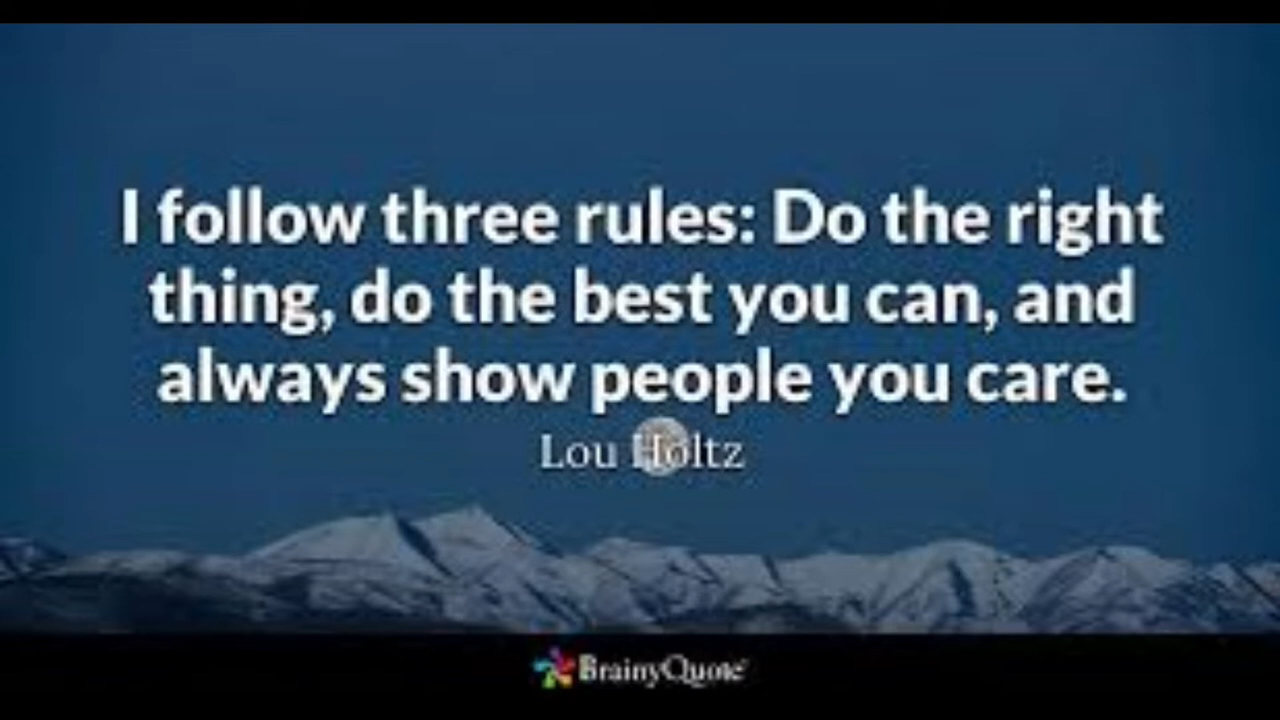 I follow three rules: Do the right
thing, do the best you can, and
always show people you care.
Lou Holtz
BrainyQuote